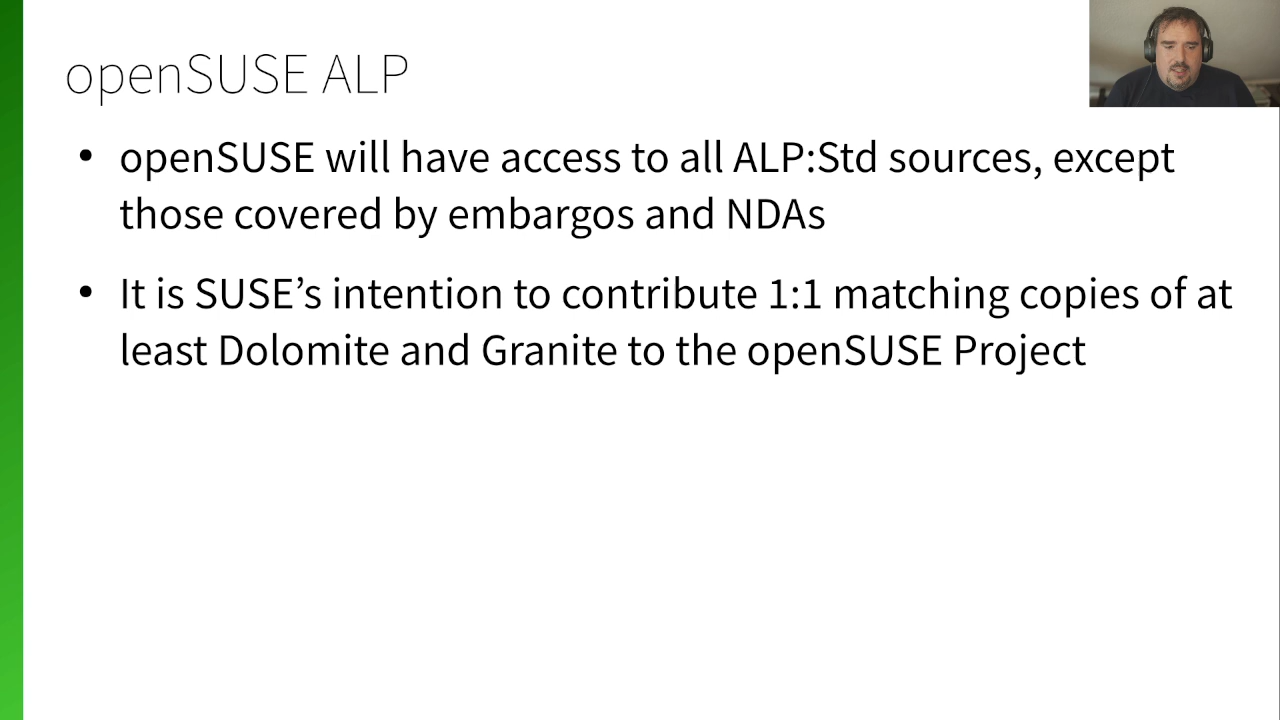 openSUSE ALP
• openSUSE will have access to all ALP:Std sources, except
those covered by embargos and NDAs
• It is SUSE’s intention to contribute 1:1 matching copies of at
least Dolomite and Granite to the openSUSE Project